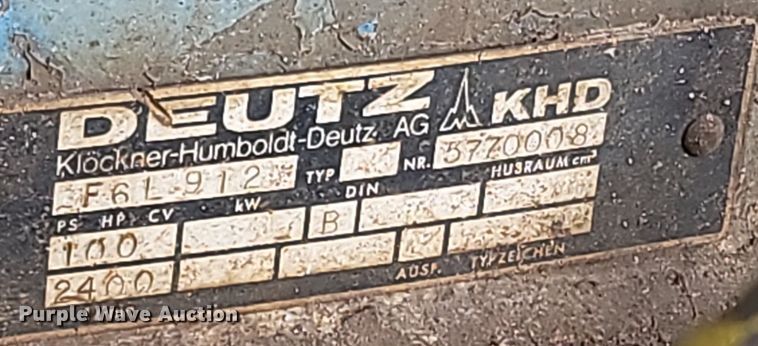 DEUTZ KHD
Klöckner-Humboldt-Deutz AG
F6L 912 TYP NR. 5770008
PS HP CV kW DIN HUBRAUM cm³
100 B
2400
AUSF. TYPZEICHEN
Purple Wave Auction